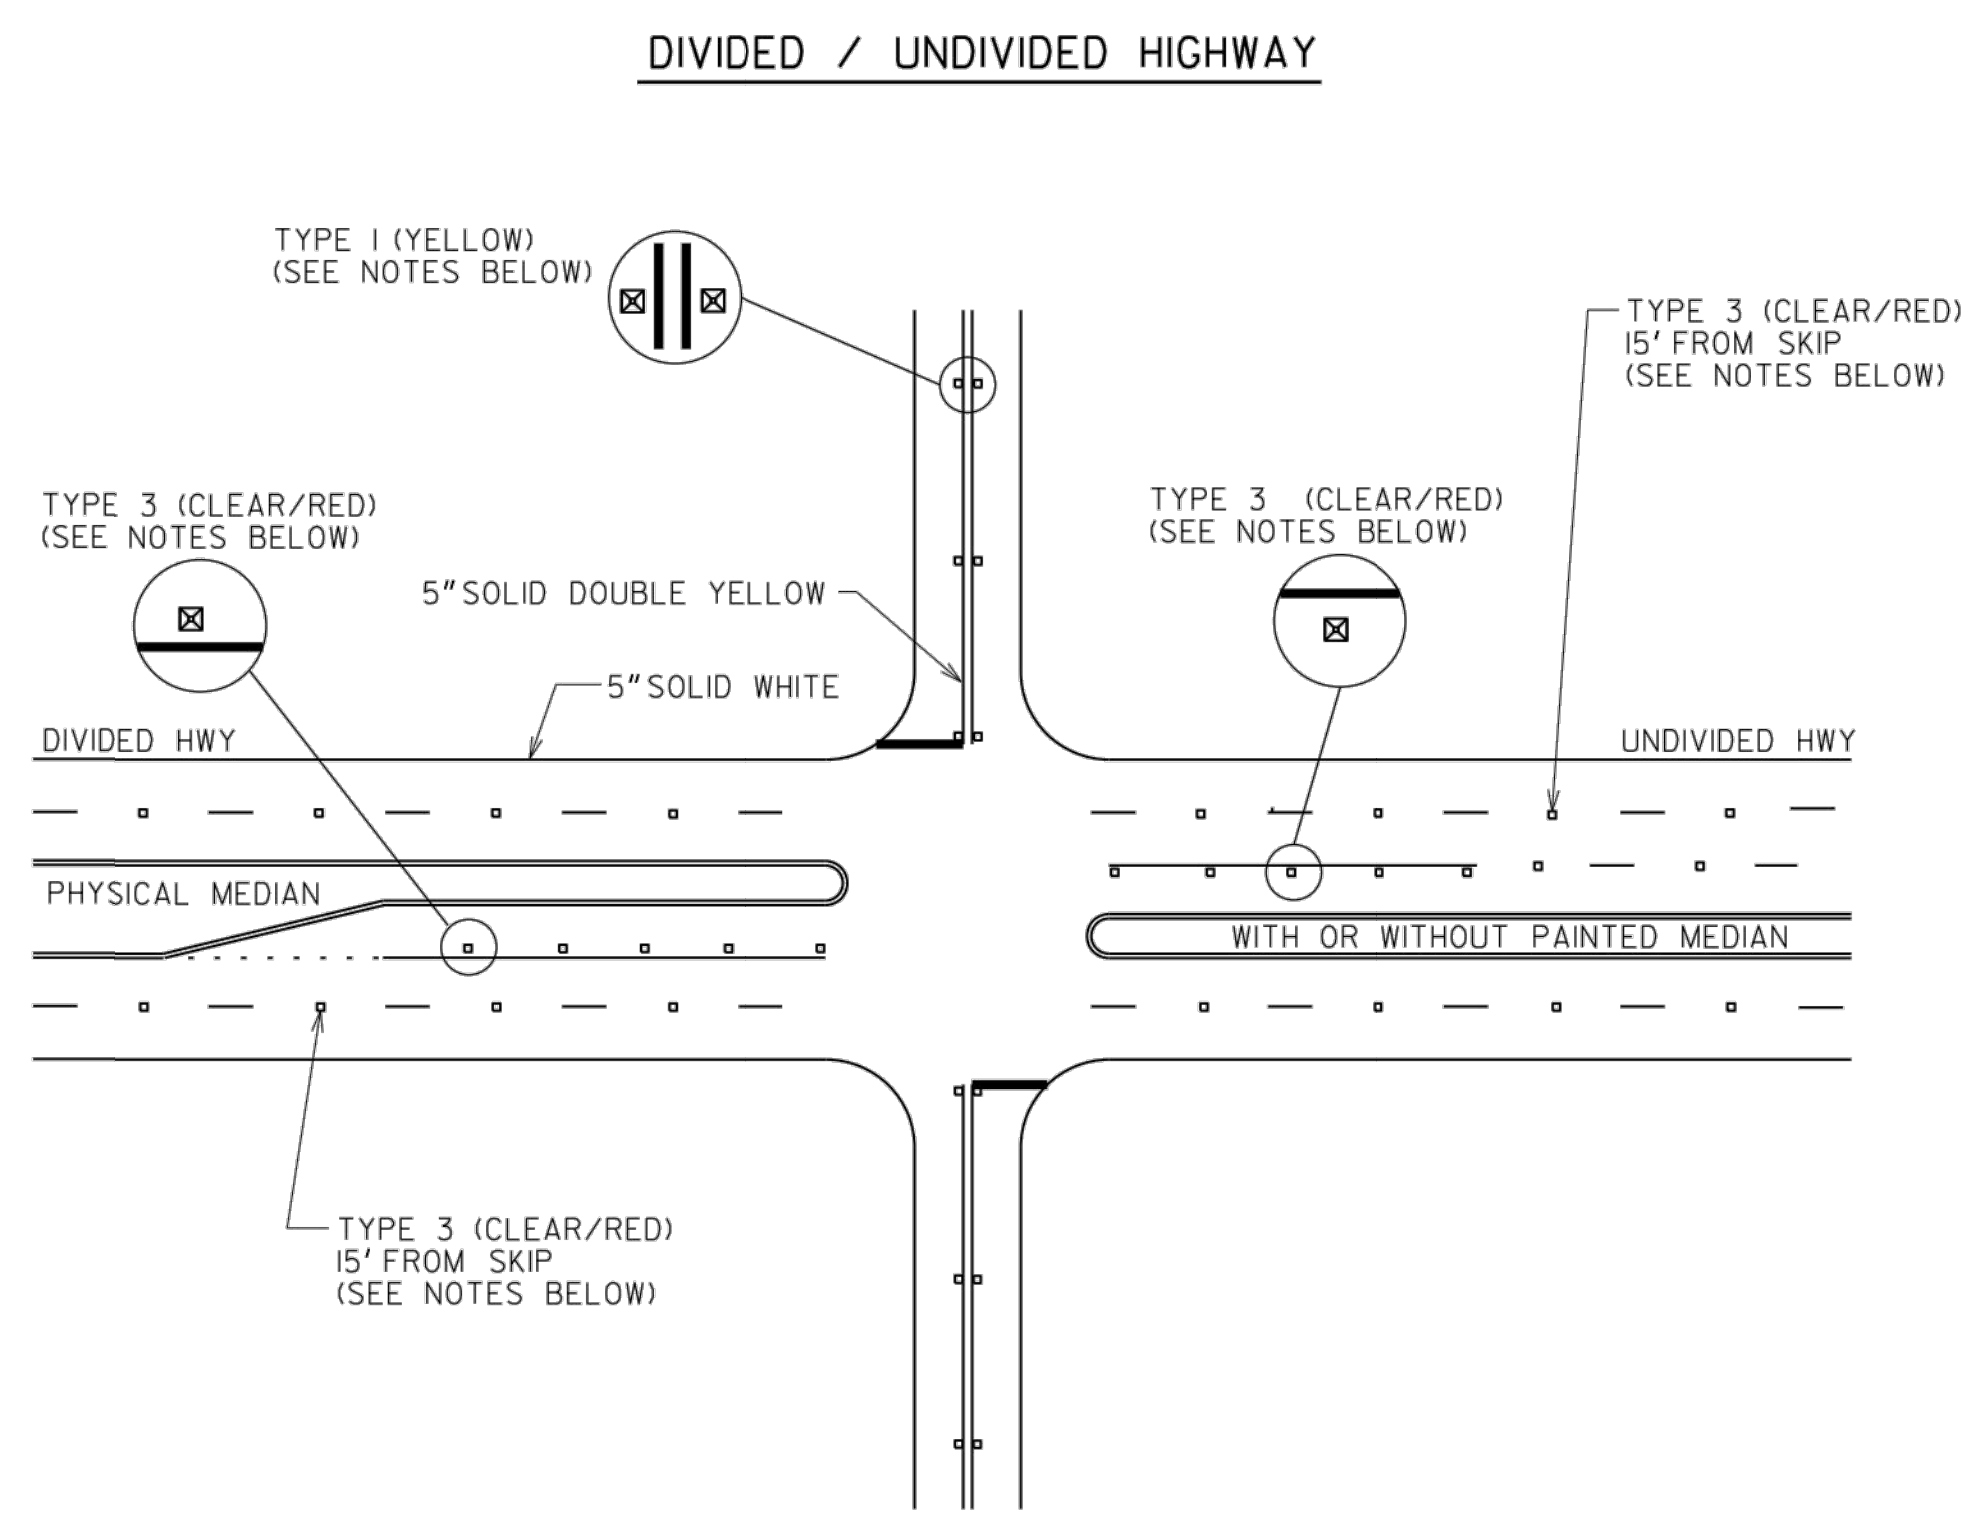 DIVIDED / UNDIVIDED HIGHWAY
TYPE 1 (YELLOW)
(SEE NOTES BELOW)
TYPE 3 (CLEAR/RED)
15' FROM SKIP
(SEE NOTES BELOW)
TYPE 3 (CLEAR/RED)
(SEE NOTES BELOW)
TYPE 3 (CLEAR/RED)
(SEE NOTES BELOW)
5" SOLID DOUBLE YELLOW
5" SOLID WHITE
DIVIDED HWY
UNDIVIDED HWY
PHYSICAL MEDIAN
WITH OR WITHOUT PAINTED MEDIAN
TYPE 3 (CLEAR/RED)
15' FROM SKIP
(SEE NOTES BELOW)